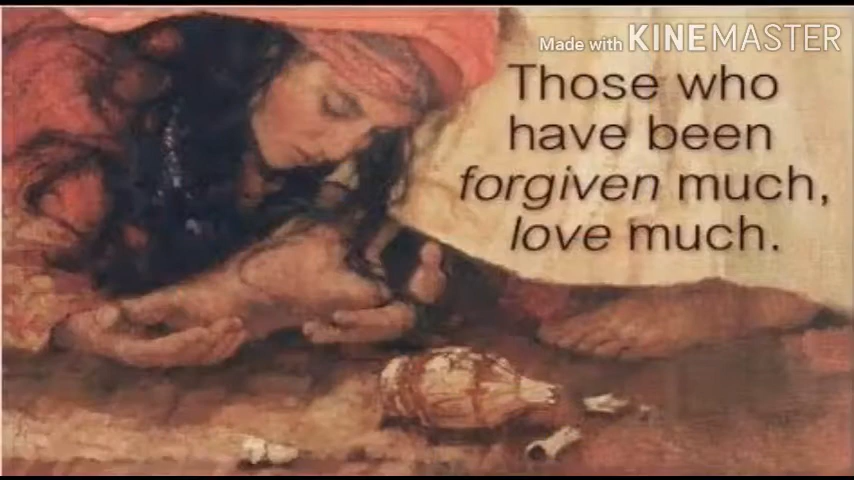 Made with KINEMASTER
Those who
have been
forgiven much,
love much.